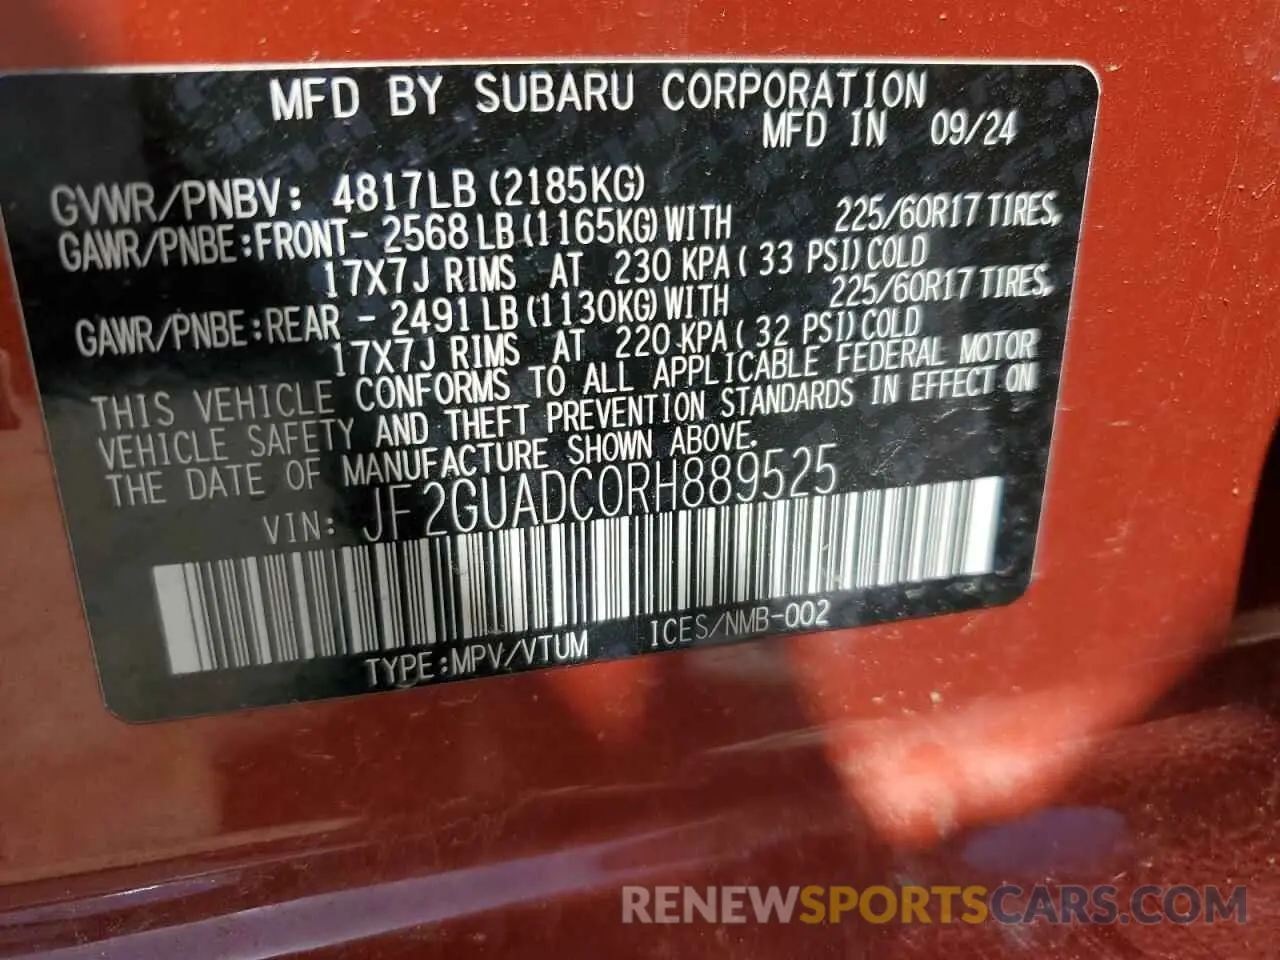 MFD BY SUBARU CORPORATION
MFD IN 09/24
GVWR/PNBV: 4817LB (2185KG)
GAWR/PNBE:FRONT- 2568 LB (1165KG) WITH 225/60R17 TIRES,
17X7J RIMS AT 230 KPA ( 33 PSI) COLD
GAWR/PNBE:REAR - 2491 LB (1130KG) WITH 225/60R17 TIRES,
17X7J RIMS AT 220 KPA ( 32 PSI) COLD
THIS VEHICLE CONFORMS TO ALL APPLICABLE FEDERAL MOTOR
VEHICLE SAFETY AND THEFT PREVENTION STANDARDS IN EFFECT ON
THE DATE OF MANUFACTURE SHOWN ABOVE.
VIN: JF2GUADC0RH889525
TYPE:MPV/VTUM ICES/NMB-002
RENEWSPORTSCARS.COM